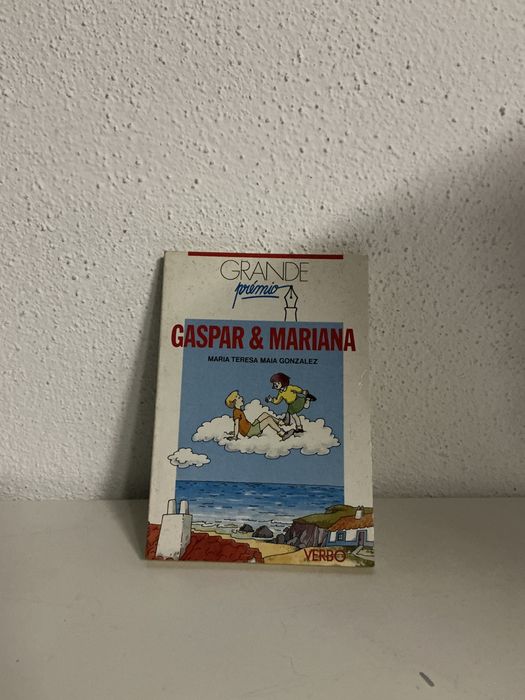 GRANDE
prémio
GASPAR & MARIANA
MARIA TERESA MAIA GONZALEZ
VERBO